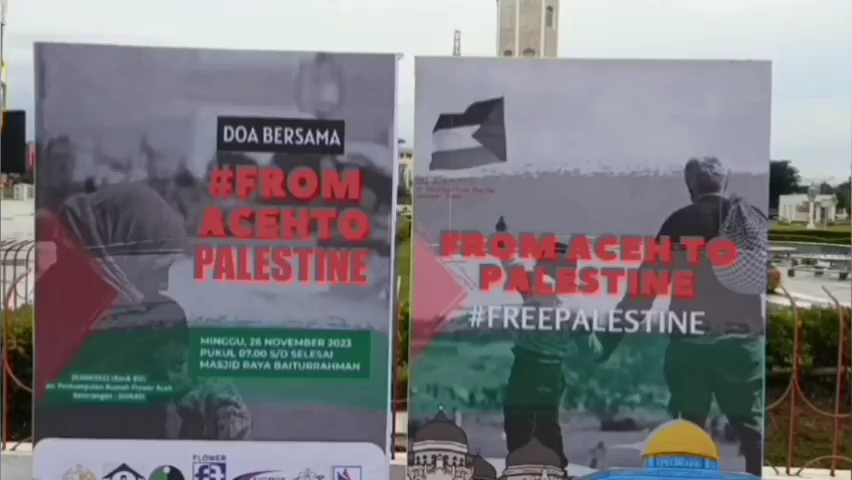 DOA BERSAMA
#FROM
ACEHTO
PALESTINE
MINGGU, 26 NOVEMBER 2023
PUKUL 07.00 S/D SELESAI
MASJID RAYA BAITURRAHMAN
FLOWER
FROM ACEH TO
PALESTINE
#FREEPALESTINE